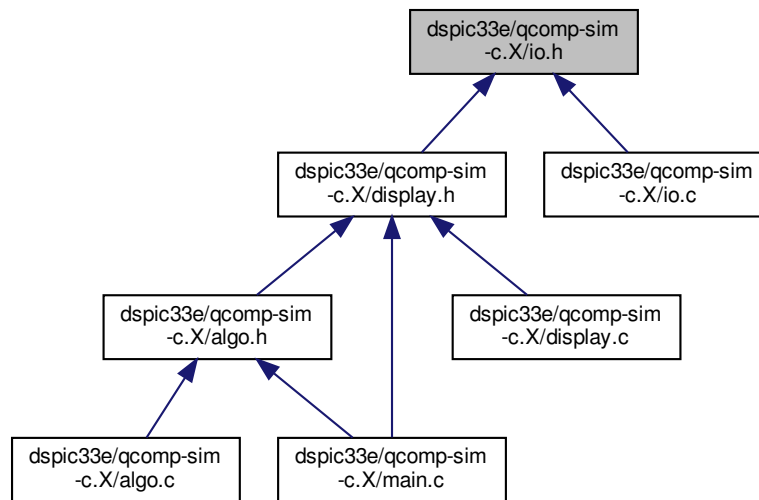 dspic33e/qcomp-sim
-c.X/io.h
dspic33e/qcomp-sim
-c.X/display.h
dspic33e/qcomp-sim
-c.X/io.c
dspic33e/qcomp-sim
-c.X/algo.h
dspic33e/qcomp-sim
-c.X/display.c
dspic33e/qcomp-sim
-c.X/algo.c
dspic33e/qcomp-sim
-c.X/main.c